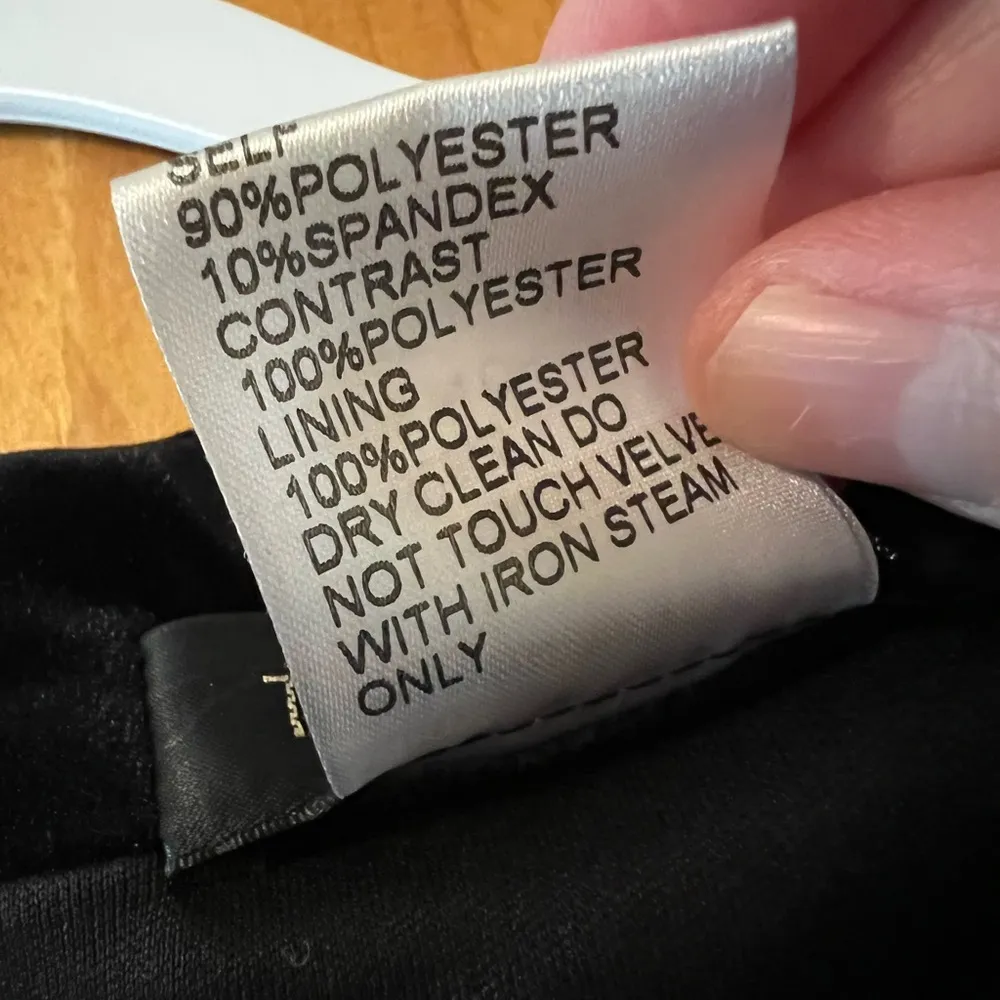 SELF
90%POLYESTER
10%SPANDEX
CONTRAST
100%POLYESTER
LINING
100%POLYESTER
DRY CLEAN DO
NOT TOUCH VELVE
WITH IRON STEAM
ONLY